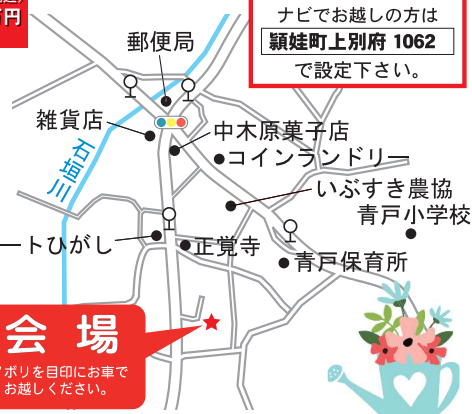 円
ナビでお越しの方は
頴娃町上別府 1062
で設定下さい。
郵便局
雑貨店
中木原菓子店
コインランドリー
石垣川
いぶすき農協
青戸小学校
ートひがし
正覚寺
青戸保育所
会場
ボリを目印にお車で
お越しください。